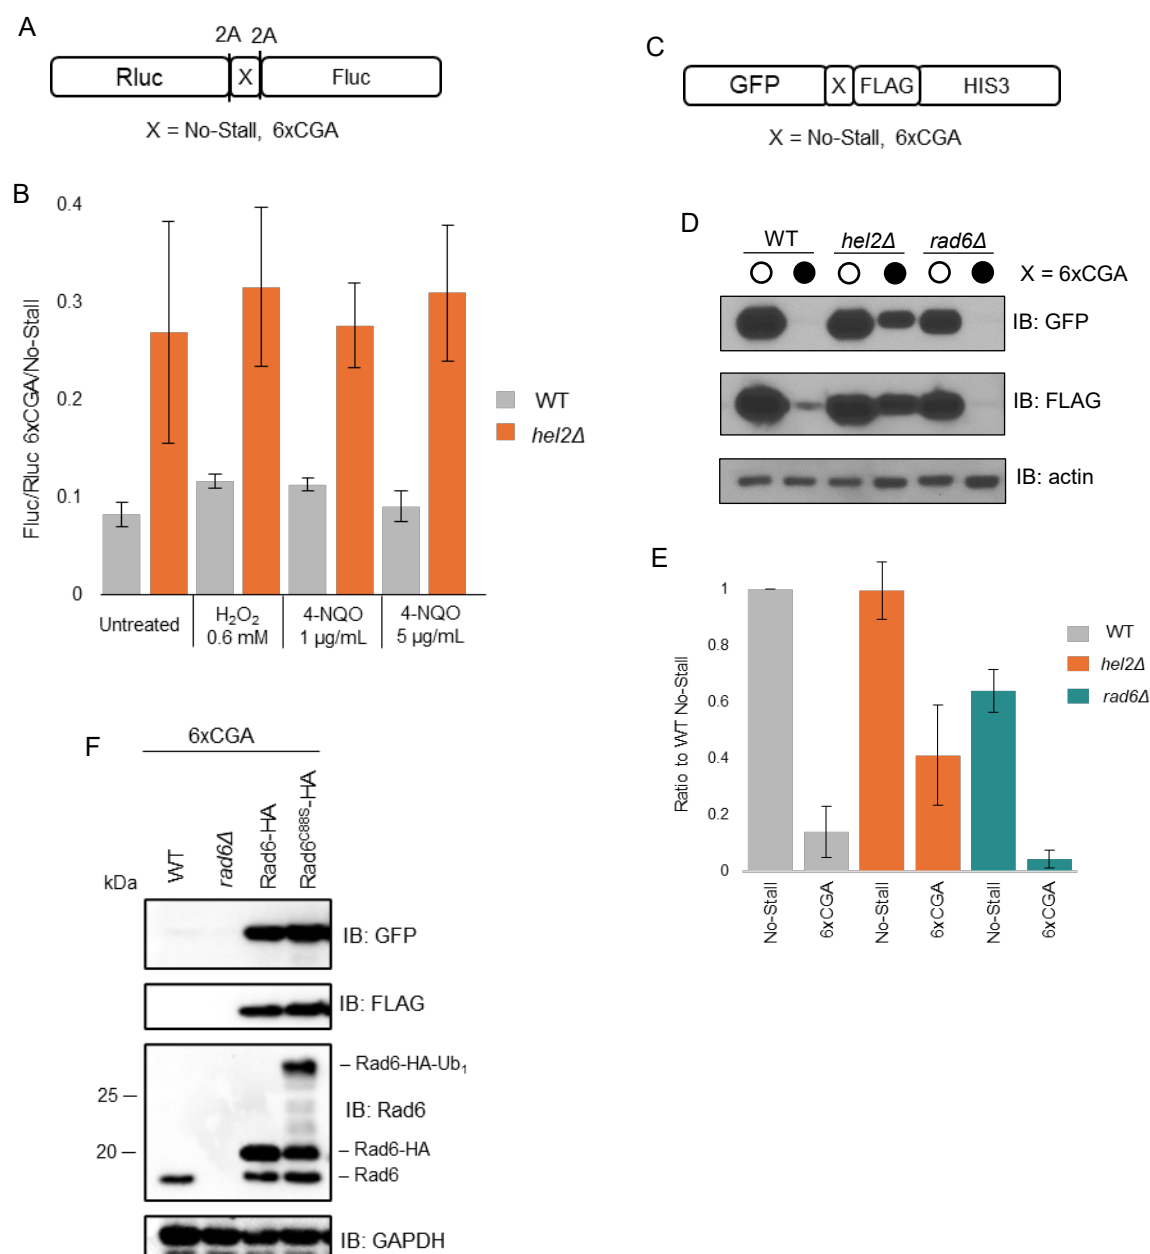 A
2A 2A
Rluc X Fluc
X = No-Stall, 6xCGA
B
Fluc/Rluc 6xCGA/No-Stall
0.4
0.3
0.2
0.1
0
Untreated
H₂O₂
0.6 mM
4-NQO
1 µg/mL
4-NQO
5 µg/mL
WT
hel2Δ
C
GFP X FLAG HIS3
X = No-Stall, 6xCGA
D
WT hel2Δ rad6Δ
X = 6xCGA
IB: GFP
IB: FLAG
IB: actin
E
Ratio to WT No-Stall
1
0.8
0.6
0.4
0.2
0
No-Stall
6xCGA
No-Stall
6xCGA
No-Stall
6xCGA
WT
hel2Δ
rad6Δ
F
6xCGA
kDa
WT
rad6Δ
Rad6-HA
Rad6ᶜ⁸⁸ˢ-HA
IB: GFP
IB: FLAG
– Rad6-HA-Ub₁
25 –
IB: Rad6
20 –
– Rad6-HA
– Rad6
IB: GAPDH